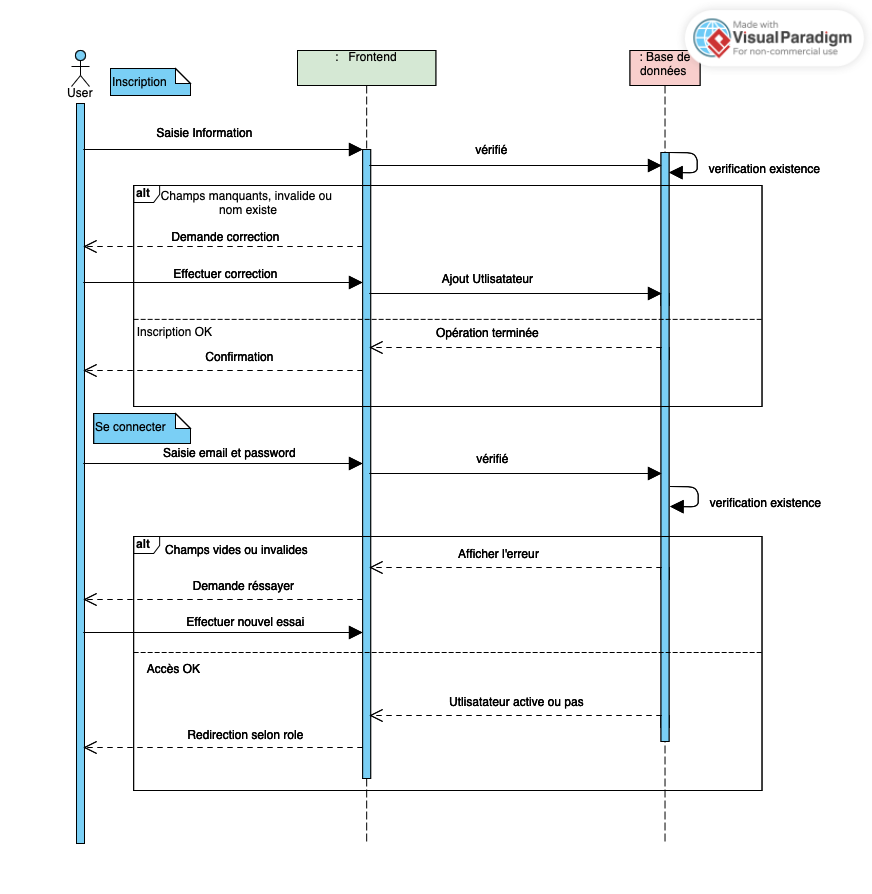 Made with
VisualParadigm
For non-commercial use
: Frontend
: Base de
données
User
Inscription
Saisie Information
vérifié
verification existence
alt
Champs manquants, invalide ou
nom existe
Demande correction
Effectuer correction
Ajout Utlisatateur
Inscription OK
Opération terminée
Confirmation
Se connecter
Saisie email et password
vérifié
verification existence
alt
Champs vides ou invalides
Afficher l'erreur
Demande réssayer
Effectuer nouvel essai
Accès OK
Utlisatateur active ou pas
Redirection selon role